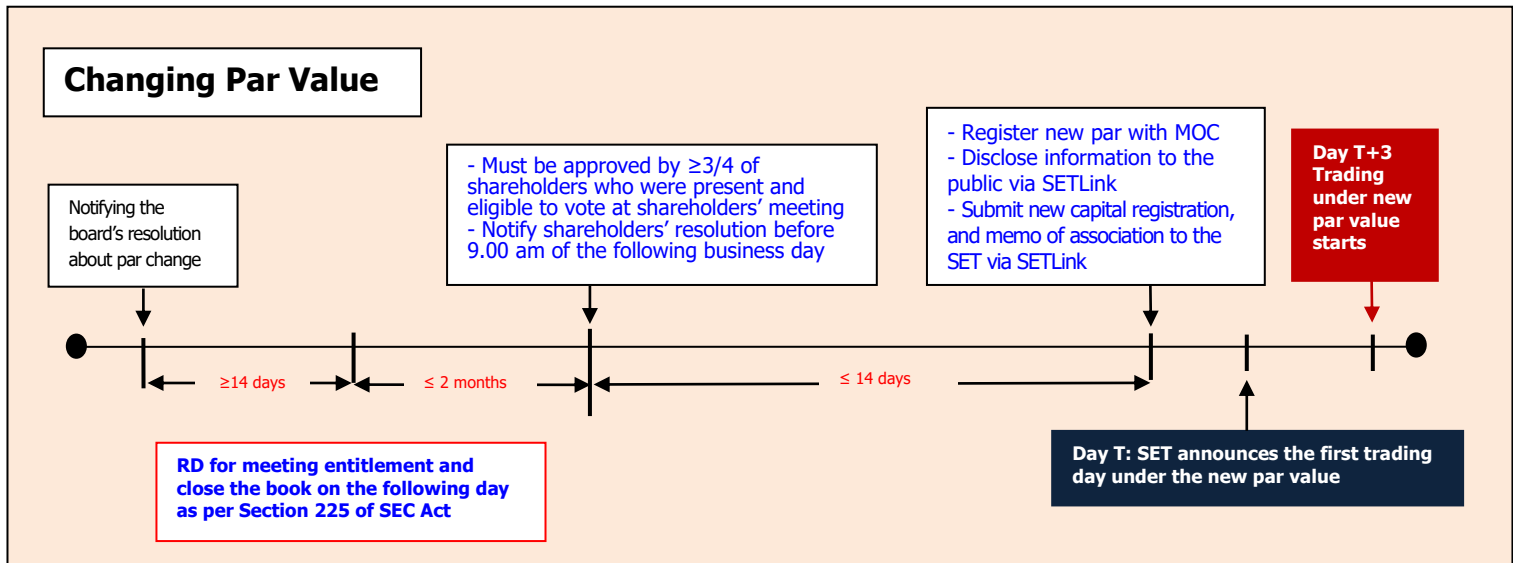 Changing Par Value
Notifying the
board's resolution
about par change
- Must be approved by ≥3/4 of
shareholders who were present and
eligible to vote at shareholders' meeting
- Notify shareholders' resolution before
9.00 am of the following business day
- Register new par with MOC
- Disclose information to the
public via SETLink
- Submit new capital registration,
and memo of association to the
SET via SETLink
Day T+3
Trading
under new
par value
starts
≥14 days
≤ 2 months
≤ 14 days
RD for meeting entitlement and
close the book on the following day
as per Section 225 of SEC Act
Day T: SET announces the first trading
day under the new par value